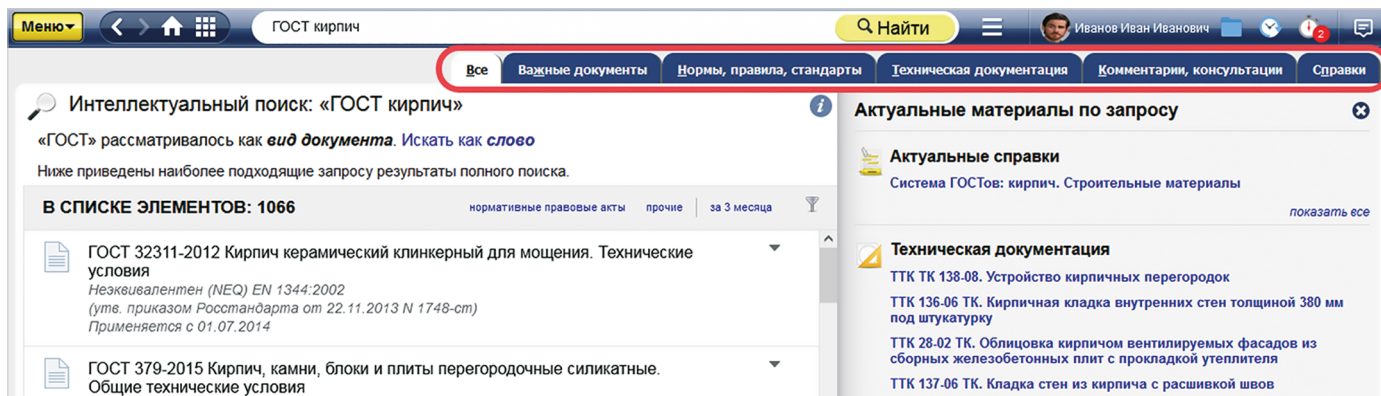 Меню
ГОСТ кирпич
Найти
Иванов Иван Иванович
2
Все
Важные документы
Нормы, правила, стандарты
Техническая документация
Комментарии, консультации
Справки
Интеллектуальный поиск: «ГОСТ кирпич»
«ГОСТ» рассматривалось как вид документа. Искать как слово
Ниже приведены наиболее подходящие запросу результаты полного поиска.
В СПИСКЕ ЭЛЕМЕНТОВ: 1066
нормативные правовые акты
прочие
за 3 месяца
ГОСТ 32311-2012 Кирпич керамический клинкерный для мощения. Технические
условия
Неэквивалентен (NEQ) EN 1344:2002
(утв. приказом Росстандарта от 22.11.2013 N 1748-ст)
Применяется с 01.07.2014
ГОСТ 379-2015 Кирпич, камни, блоки и плиты перегородочные силикатные.
Общие технические условия
Актуальные материалы по запросу
Актуальные справки
Система ГОСТов: кирпич. Строительные материалы
показать все
Техническая документация
ТТК ТК 138-08. Устройство кирпичных перегородок
ТТК 136-06 ТК. Кирпичная кладка внутренних стен толщиной 380 мм
под штукатурку
ТТК 28-02 ТК. Облицовка кирпичом вентилируемых фасадов из
сборных железобетонных плит с прокладкой утеплителя
ТТК 137-06 ТК. Кладка стен из кирпича с расшивкой швов